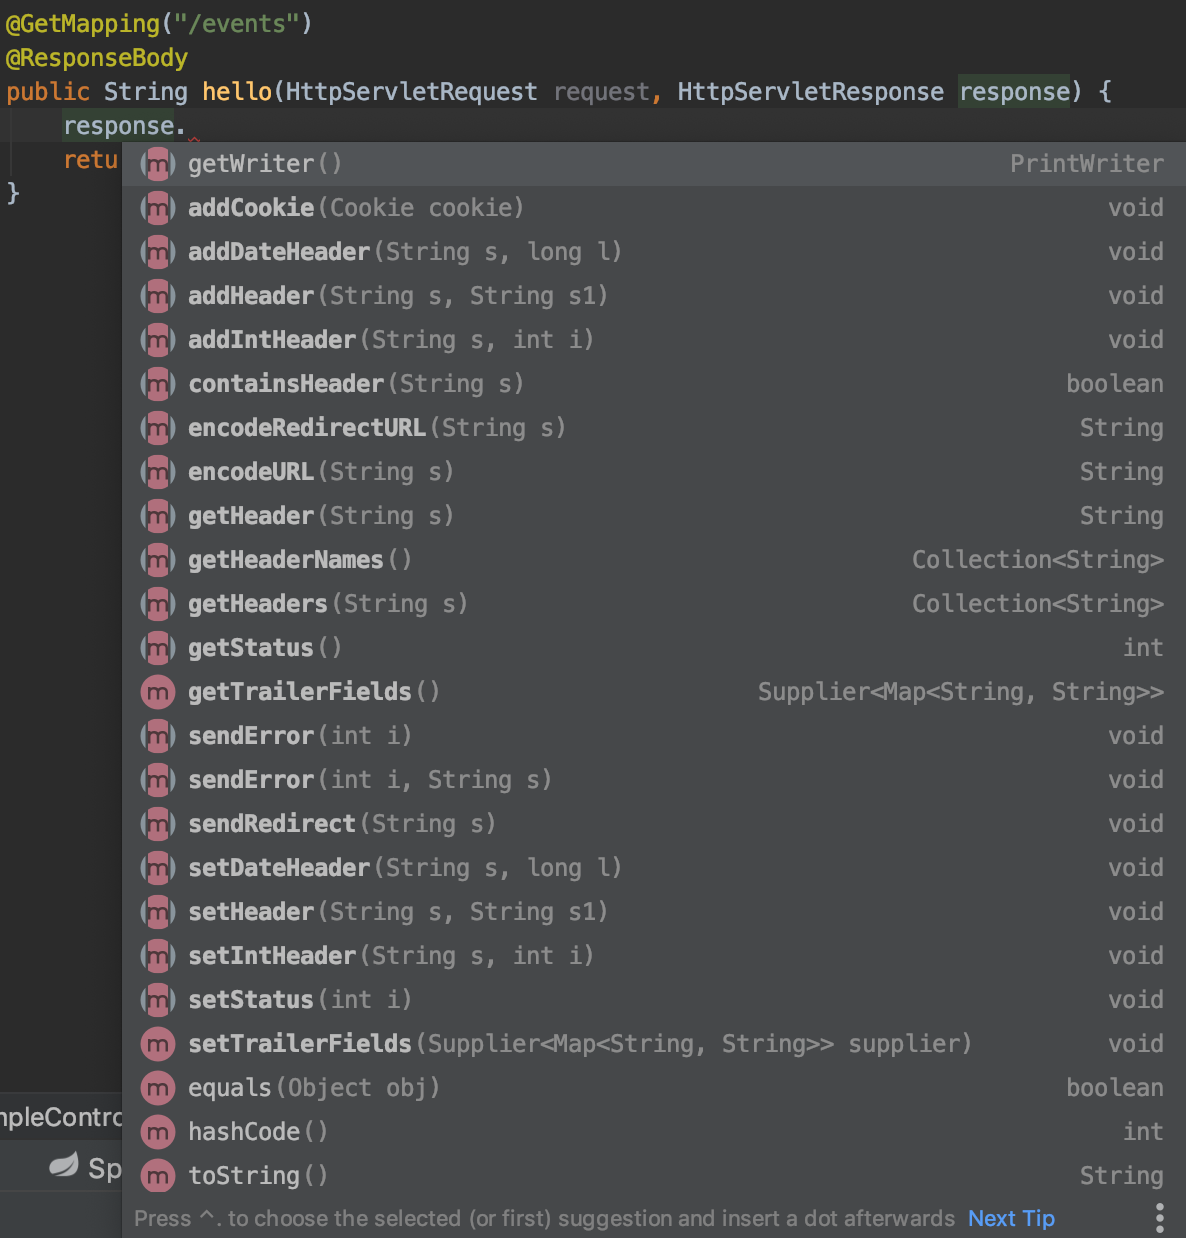 @GetMapping("/events")
@ResponseBody
public String hello(HttpServletRequest request, HttpServletResponse response) {
response.
retu
}
m getWriter() PrintWriter
m addCookie(Cookie cookie) void
m addDateHeader(String s, long l) void
m addHeader(String s, String s1) void
m addIntHeader(String s, int i) void
m containsHeader(String s) boolean
m encodeRedirectURL(String s) String
m encodeURL(String s) String
m getHeader(String s) String
m getHeaderNames() Collection<String>
m getHeaders(String s) Collection<String>
m getStatus() int
m getTrailerFields() Supplier<Map<String, String>>
m sendError(int i) void
m sendError(int i, String s) void
m sendRedirect(String s) void
m setDateHeader(String s, long l) void
m setHeader(String s, String s1) void
m setIntHeader(String s, int i) void
m setStatus(int i) void
m setTrailerFields(Supplier<Map<String, String>> supplier) void
m equals(Object obj) boolean
m hashCode() int
m toString() String
mpleContro
Sp
Press ^. to choose the selected (or first) suggestion and insert a dot afterwards Next Tip